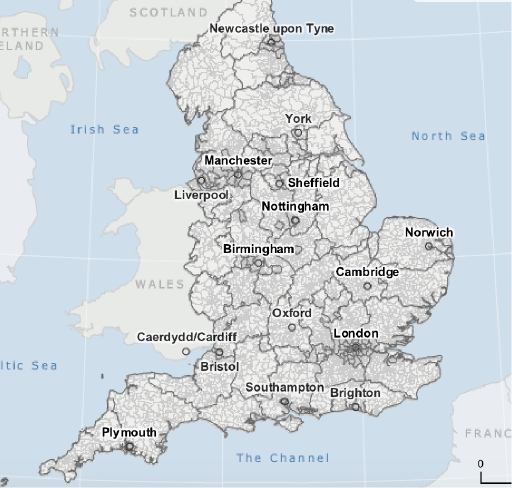 SCOTLAND
Newcastle upon Tyne
RTHERN
ELAND
York
Irish Sea
North Sea
Manchester
Sheffield
Liverpool
Nottingham
Norwich
Birmingham
Cambridge
WALES
Oxford
Caerdydd/Cardiff
London
ltic Sea
Bristol
Southampton
Brighton
Plymouth
FRANC
The Channel
0